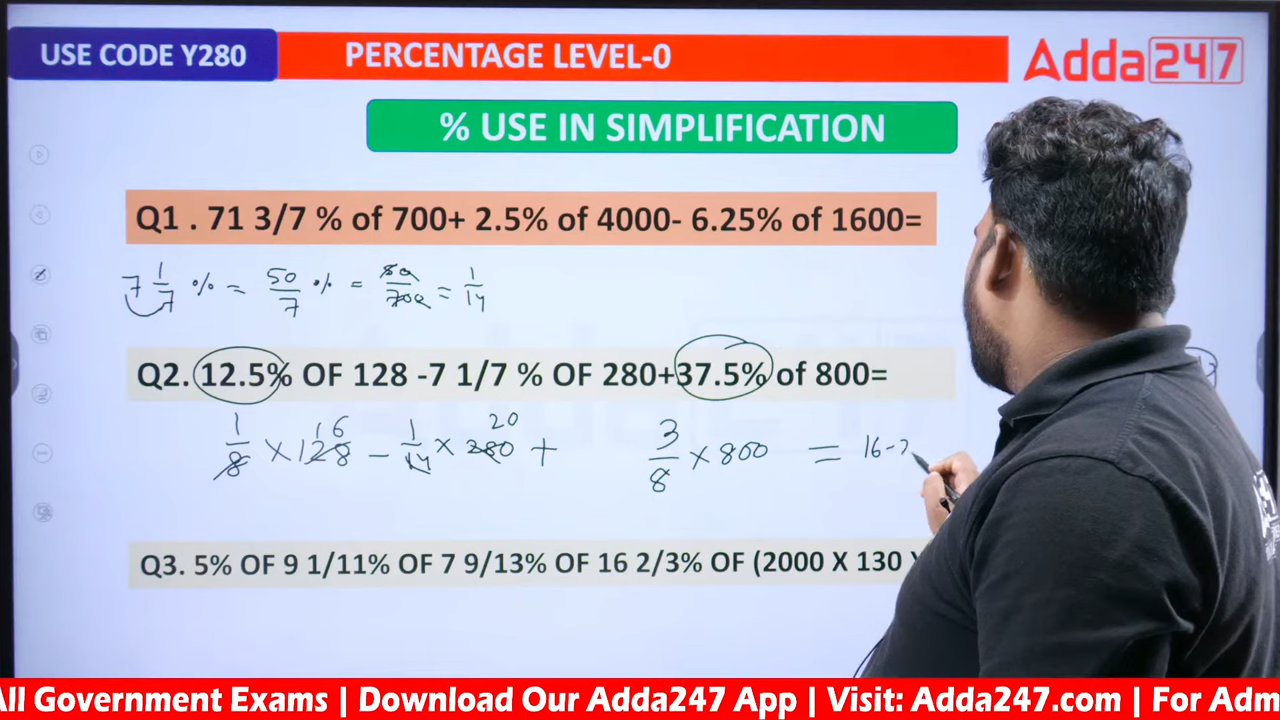 USE CODE Y280
PERCENTAGE LEVEL-0
Adda247
% USE IN SIMPLIFICATION
Q1 . 71 3/7 % of 700+ 2.5% of 4000- 6.25% of 1600=
7 1/7 % = 50/7 % = 50/700 = 1/14
Q2. 12.5% OF 128 -7 1/7 % OF 280+37.5% of 800=
16 20
1/8 × 128 - 1/14 × 280 + 3/8 × 800 = 16-
Q3. 5% OF 9 1/11% OF 7 9/13% OF 16 2/3% OF (2000 X 130
All Government Exams | Download Our Adda247 App | Visit: Adda247.com | For Adm